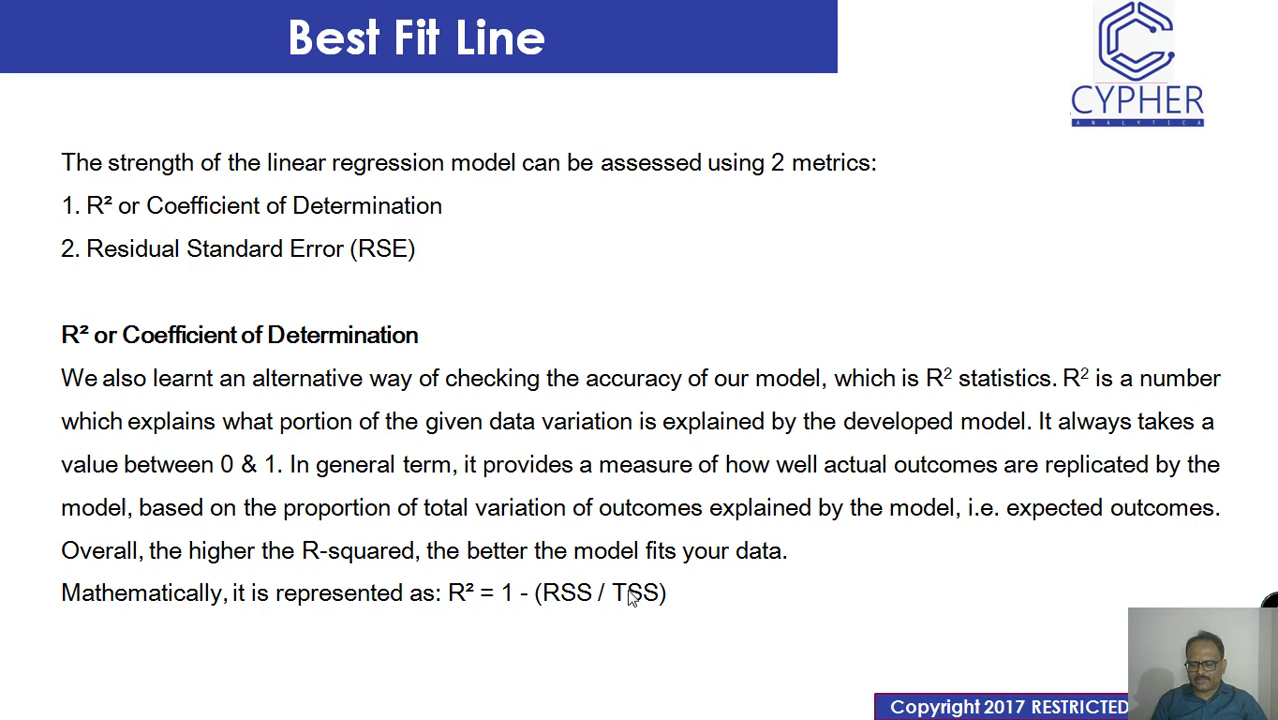 Best Fit Line
CYPHER
ANALYTICA
The strength of the linear regression model can be assessed using 2 metrics:
1. R² or Coefficient of Determination
2. Residual Standard Error (RSE)
R² or Coefficient of Determination
We also learnt an alternative way of checking the accuracy of our model, which is R² statistics. R² is a number
which explains what portion of the given data variation is explained by the developed model. It always takes a
value between 0 & 1. In general term, it provides a measure of how well actual outcomes are replicated by the
model, based on the proportion of total variation of outcomes explained by the model, i.e. expected outcomes.
Overall, the higher the R-squared, the better the model fits your data.
Mathematically, it is represented as: R² = 1 - (RSS / TSS)
Copyright 2017 RESTRICTED